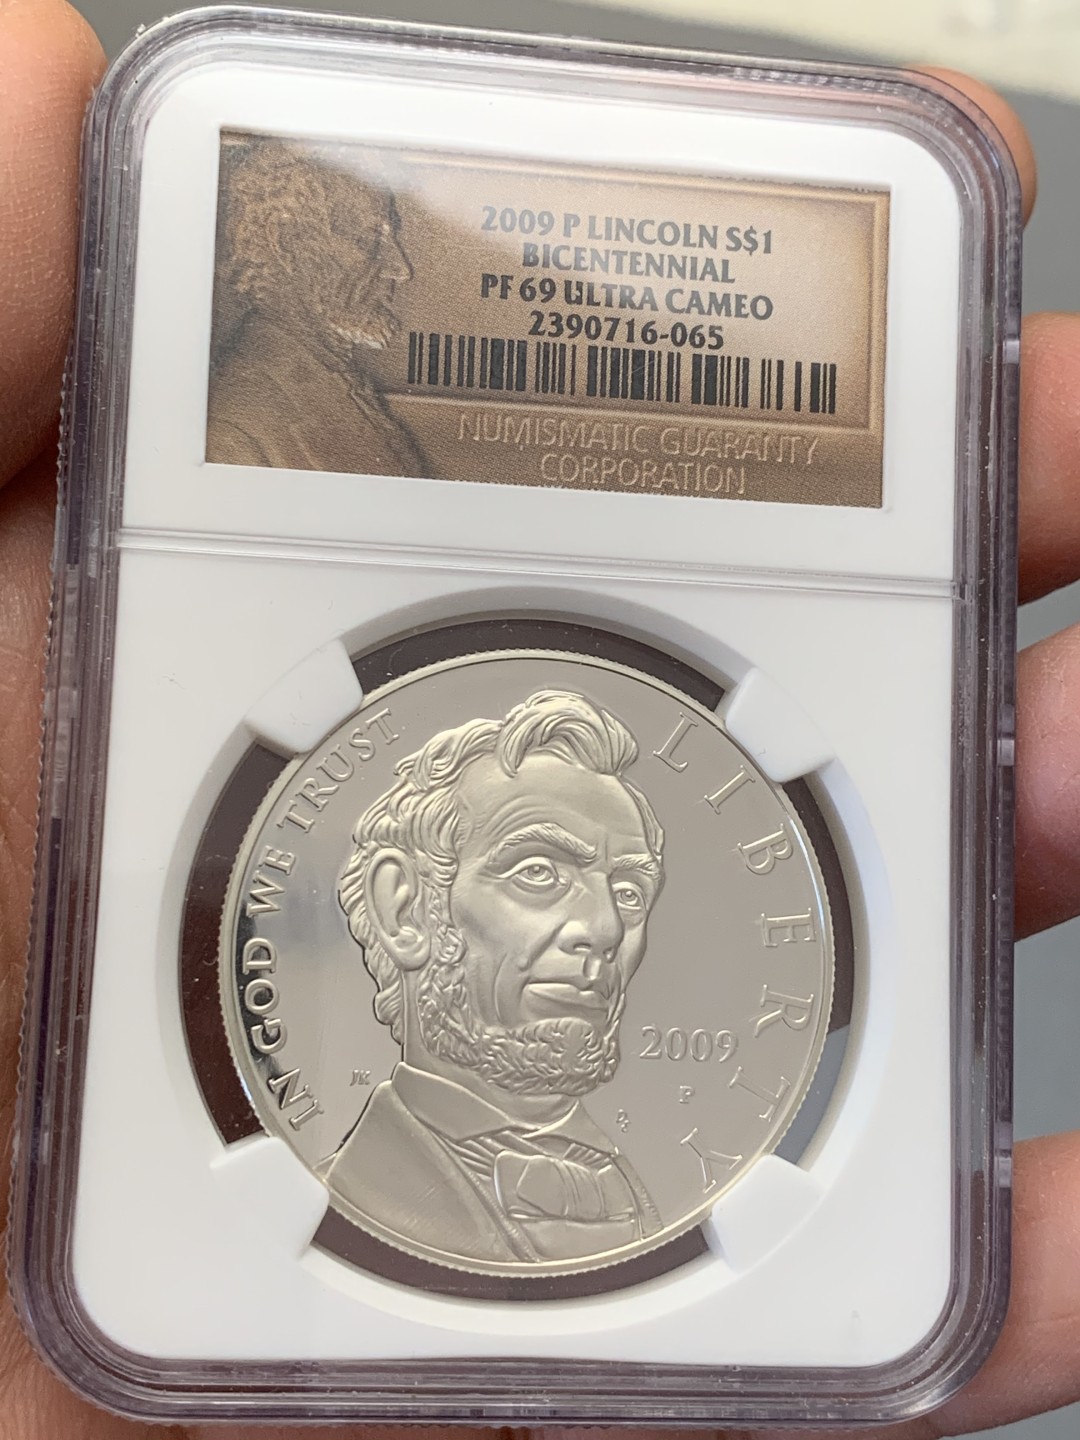 2009 P LINCOLN S$1
BICENTENNIAL
PF 69 ULTRA CAMEO
2390716-065
NUMISMATIC GUARANTY
CORPORATION
IN GOD WE TRUST
LIBERTY
2009
P
JK